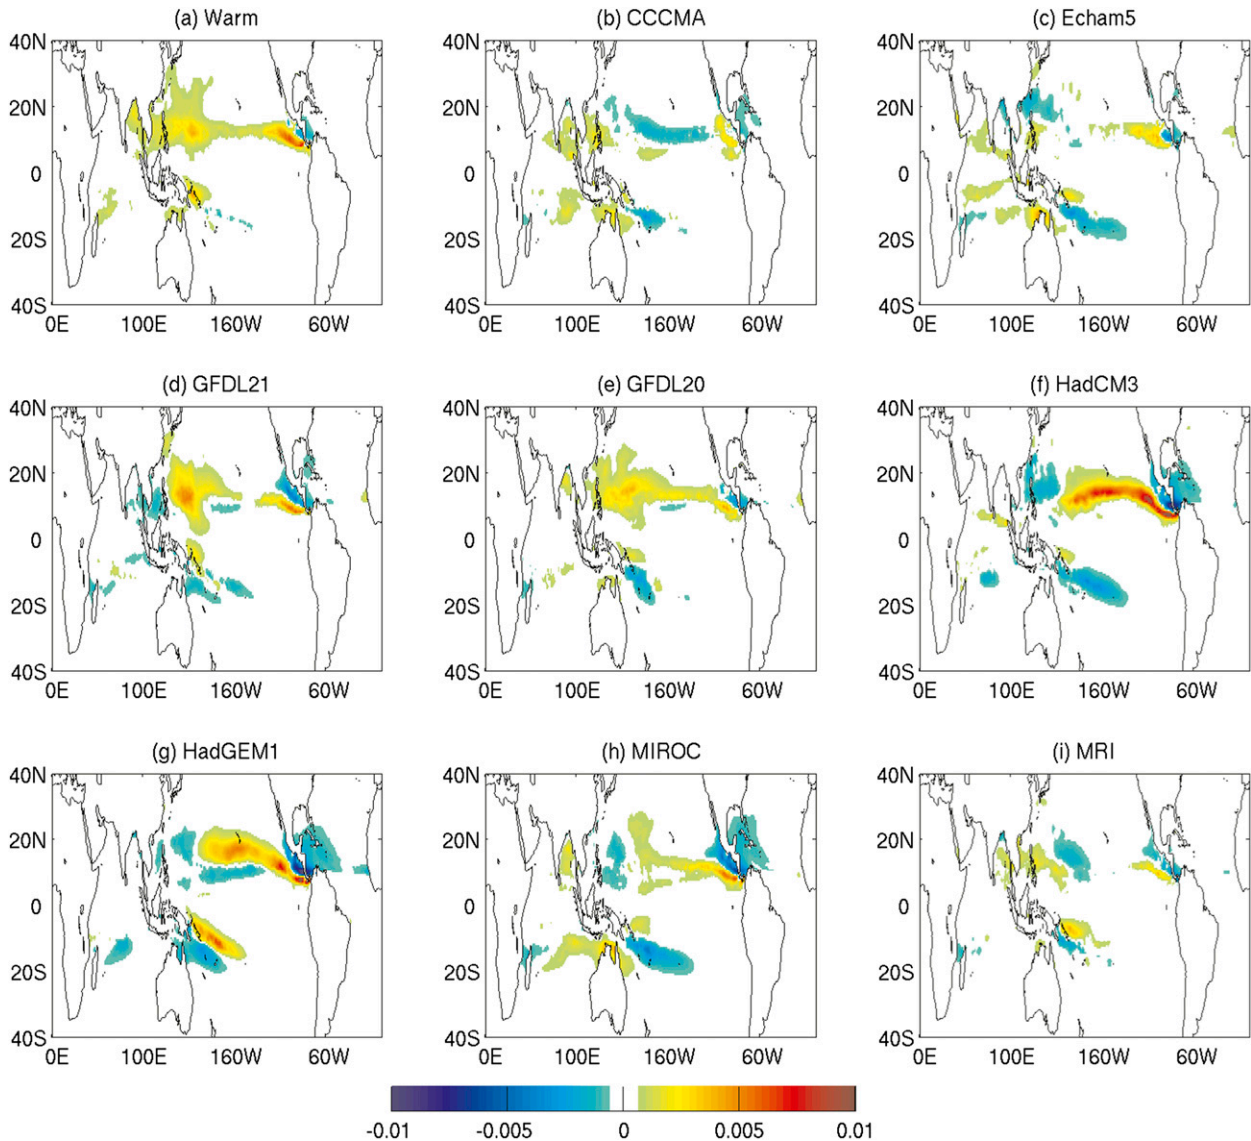 (a) Warm (b) CCCMA (c) Echam5
40N 40N 40N
20N 20N 20N
0 0 0
20S 20S 20S
40S 40S 40S
0E 100E 160W 60W 0E 100E 160W 60W 0E 100E 160W 60W
(d) GFDL21 (e) GFDL20 (f) HadCM3
40N 40N 40N
20N 20N 20N
0 0 0
20S 20S 20S
40S 40S 40S
0E 100E 160W 60W 0E 100E 160W 60W 0E 100E 160W 60W
(g) HadGEM1 (h) MIROC (i) MRI
40N 40N 40N
20N 20N 20N
0 0 0
20S 20S 20S
40S 40S 40S
0E 100E 160W 60W 0E 100E 160W 60W 0E 100E 160W 60W
-0.01 -0.005 0 0.005 0.01